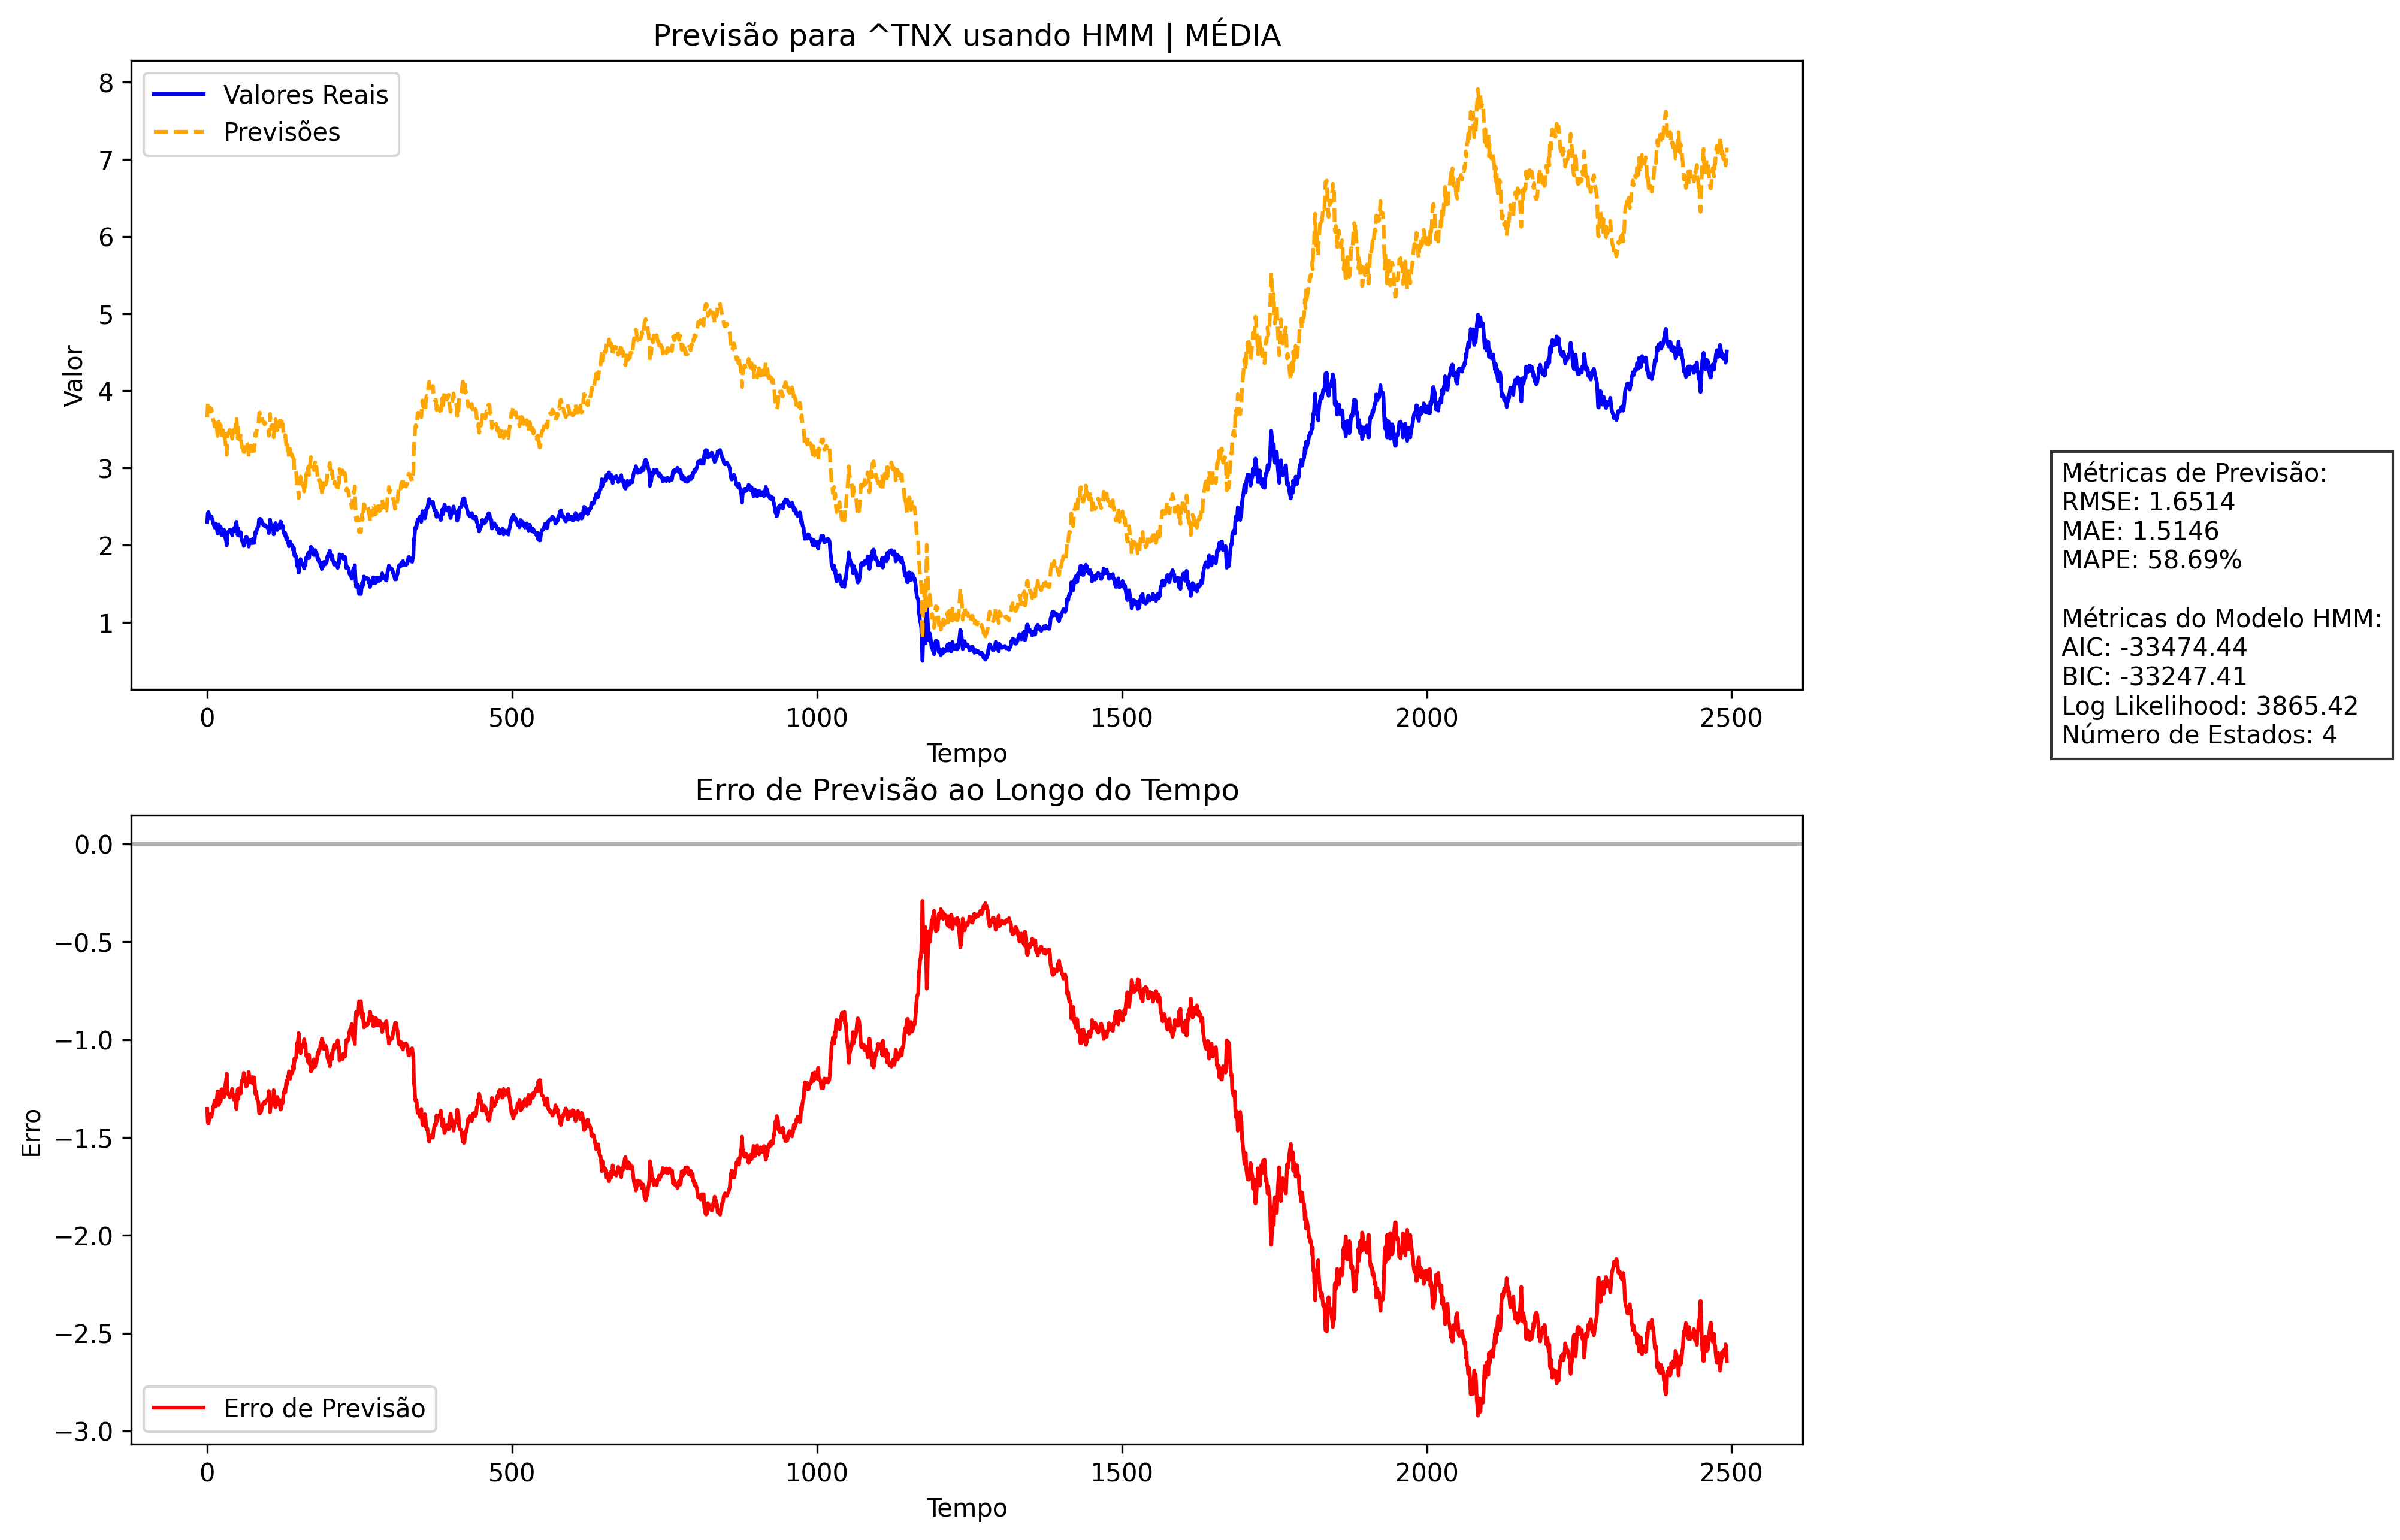 Previsão para ^TNX usando HMM | MÉDIA
Valores Reais
Previsões
Valor
8
7
6
5
4
3
2
1
0
500
1000
1500
2000
2500
Tempo
Métricas de Previsão:
RMSE: 1.6514
MAE: 1.5146
MAPE: 58.69%
Métricas do Modelo HMM:
AIC: -33474.44
BIC: -33247.41
Log Likelihood: 3865.42
Número de Estados: 4
Erro de Previsão ao Longo do Tempo
Erro
0.0
−0.5
−1.0
−1.5
−2.0
−2.5
−3.0
Erro de Previsão
0
500
1000
1500
2000
2500
Tempo